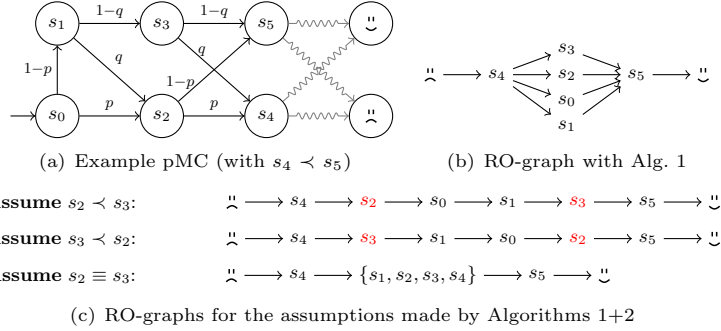 s₁ 1−q s₃ 1−q s₅
1−p q q 1−p
s₀ p s₂ p s₄
(a) Example pMC (with s₄ ≺ s₅)
s₃
s₄ s₂ s₅
s₀
s₁
(b) RO-graph with Alg. 1
ssume s₂ ≺ s₃: s₄ s₂ s₀ s₁ s₃ s₅
ssume s₃ ≺ s₂: s₄ s₃ s₁ s₀ s₂ s₅
ssume s₂ ≡ s₃: s₄ {s₁, s₂, s₃, s₄} s₅
(c) RO-graphs for the assumptions made by Algorithms 1+2